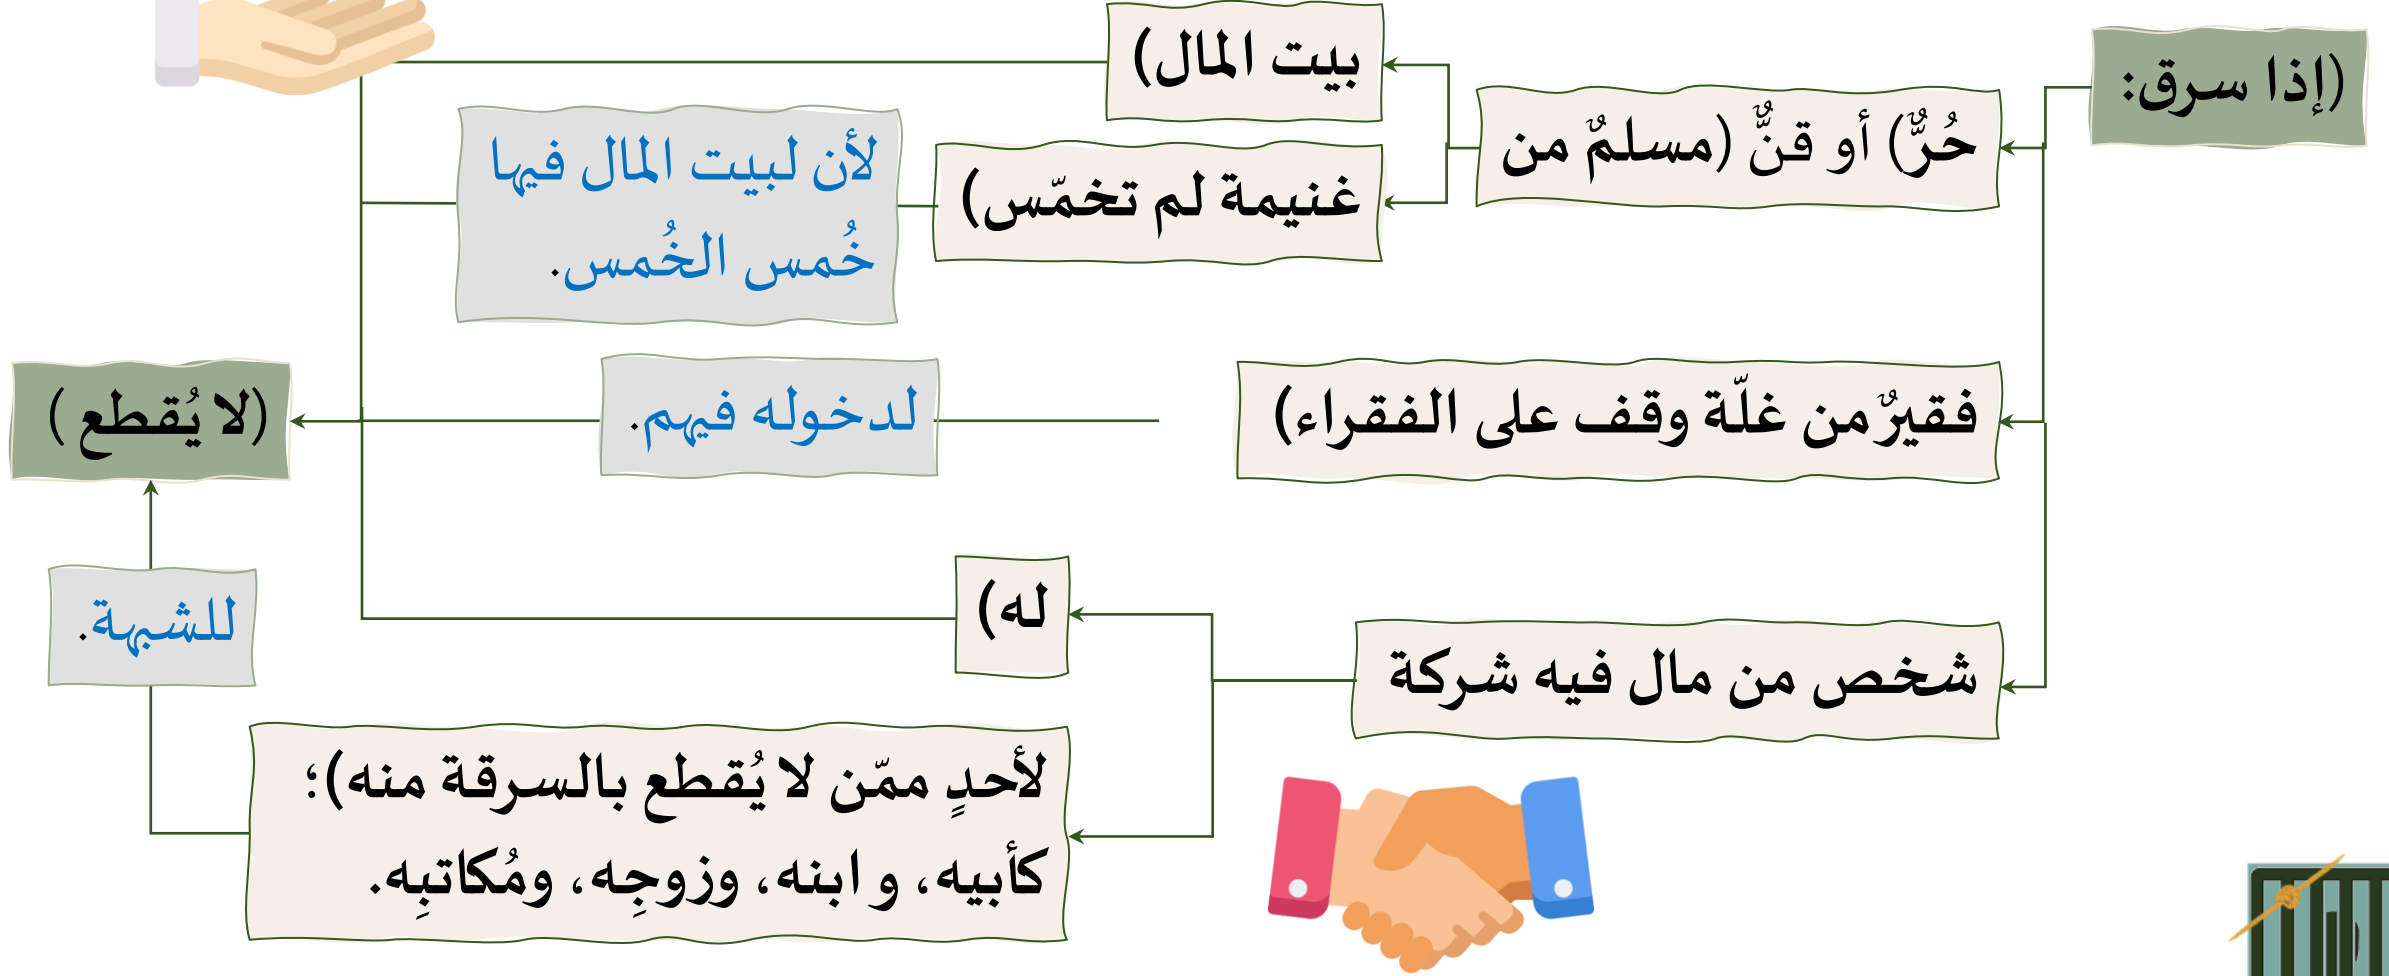 (إذا سرق:
حُرٌّ) أو قنٌّ (مسلمٌ من
بيت المال)
غنيمة لم تخمّس)
لأن لبيت المال فيها
خُمس الخُمس.
فقيرٌ من غلّة وقف على الفقراء)
لدخوله فيهم.
شخص من مال فيه شركة
له)
لأحدٍ ممّن لا يُقطع بالسرقة منه)؛
كأبيه، و ابنه، وزوجِه، ومُكاتبِه.
للشبهة.
(لا يُقطع )